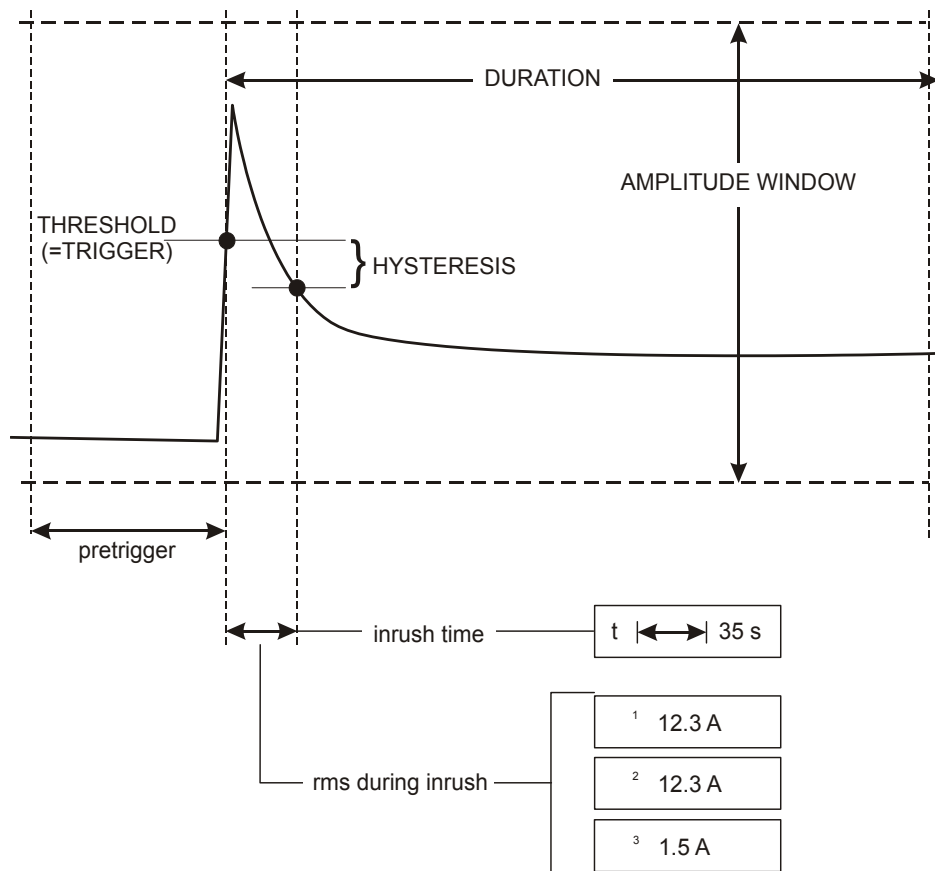 DURATION
AMPLITUDE WINDOW
THRESHOLD
(=TRIGGER)
} HYSTERESIS
pretrigger
inrush time
t 35 s
1 12.3 A
rms during inrush
2 12.3 A
3 1.5 A